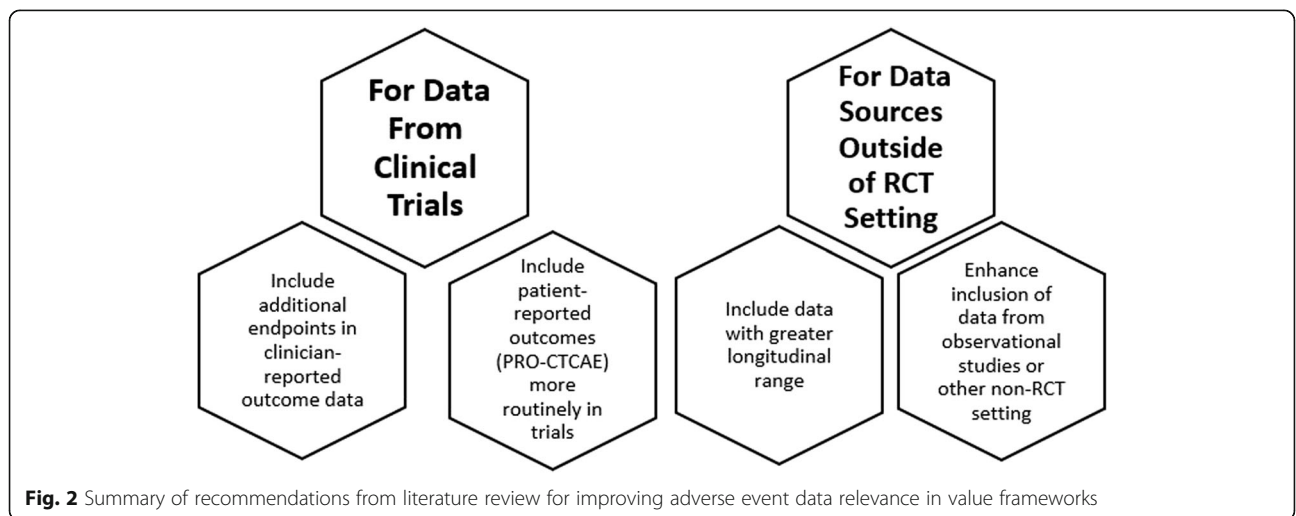 For Data
From
Clinical
Trials
For Data
Sources
Outside
of RCT
Setting
Include
additional
endpoints in
clinician-
reported
outcome data
Include
patient-
reported
outcomes
(PRO-CTCAE)
more
routinely in
trials
Include data
with greater
longitudinal
range
Enhance
inclusion of
data from
observational
studies or
other non-RCT
setting
Fig. 2 Summary of recommendations from literature review for improving adverse event data relevance in value frameworks